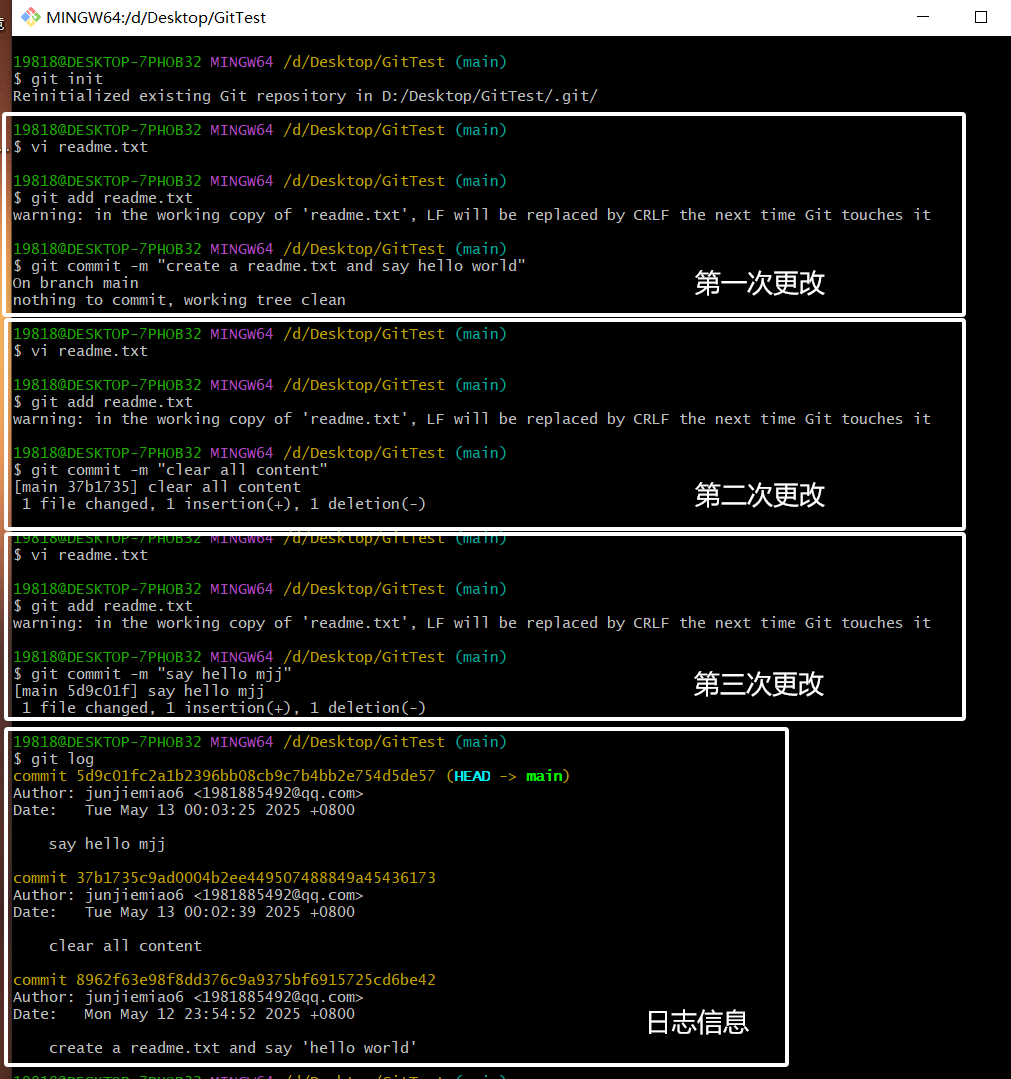 MINGW64:/d/Desktop/GitTest
19818@DESKTOP-7PHOB32 MINGW64 /d/Desktop/GitTest (main)
$ git init
Reinitialized existing Git repository in D:/Desktop/GitTest/.git/
19818@DESKTOP-7PHOB32 MINGW64 /d/Desktop/GitTest (main)
$ vi readme.txt
19818@DESKTOP-7PHOB32 MINGW64 /d/Desktop/GitTest (main)
$ git add readme.txt
warning: in the working copy of 'readme.txt', LF will be replaced by CRLF the next time Git touches it
19818@DESKTOP-7PHOB32 MINGW64 /d/Desktop/GitTest (main)
$ git commit -m "create a readme.txt and say hello world"
On branch main
nothing to commit, working tree clean
第一次更改
19818@DESKTOP-7PHOB32 MINGW64 /d/Desktop/GitTest (main)
$ vi readme.txt
19818@DESKTOP-7PHOB32 MINGW64 /d/Desktop/GitTest (main)
$ git add readme.txt
warning: in the working copy of 'readme.txt', LF will be replaced by CRLF the next time Git touches it
19818@DESKTOP-7PHOB32 MINGW64 /d/Desktop/GitTest (main)
$ git commit -m "clear all content"
[main 37b1735] clear all content
1 file changed, 1 insertion(+), 1 deletion(-)
第二次更改
19818@DESKTOP-7PHOB32 MINGW64 /d/Desktop/GitTest (main)
$ vi readme.txt
19818@DESKTOP-7PHOB32 MINGW64 /d/Desktop/GitTest (main)
$ git add readme.txt
warning: in the working copy of 'readme.txt', LF will be replaced by CRLF the next time Git touches it
19818@DESKTOP-7PHOB32 MINGW64 /d/Desktop/GitTest (main)
$ git commit -m "say hello mjj"
[main 5d9c01f] say hello mjj
1 file changed, 1 insertion(+), 1 deletion(-)
第三次更改
19818@DESKTOP-7PHOB32 MINGW64 /d/Desktop/GitTest (main)
$ git log
commit 5d9c01fc2a1b2396bb08cb9c7b4bb2e754d5de57 (HEAD -> main)
Author: junjiemiao6 <1981885492@qq.com>
Date: Tue May 13 00:03:25 2025 +0800
say hello mjj
commit 37b1735c9ad0004b2ee449507488849a45436173
Author: junjiemiao6 <1981885492@qq.com>
Date: Tue May 13 00:02:39 2025 +0800
clear all content
commit 8962f63e98f8dd376c9a9375bf6915725cd6be42
Author: junjiemiao6 <1981885492@qq.com>
Date: Mon May 12 23:54:52 2025 +0800
create a readme.txt and say 'hello world'
日志信息
19818@DESKTOP-7PHOB32 MINGW64 /d/Desktop/GitTest (main)